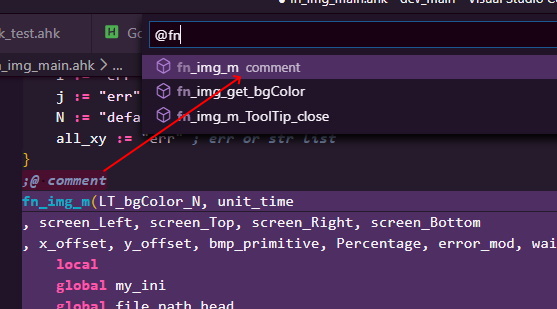 fn_img_main.ahk - dev_main - Visual Studio Co
k_test.ahk
Go
@fn
n_img_main.ahk > ...
fn_img_m comment
fn_img_get_bgColor
fn_img_m_ToolTip_close
j := "err"
N := "defa
all_xy := "err" ; err or str list
}
;@ comment
fn_img_m(LT_bgColor_N, unit_time
, screen_Left, screen_Top, screen_Right, screen_Bottom
, x_offset, y_offset, bmp_primitive, Percentage, error_mod, wai
local
global my_ini
global file_path_head